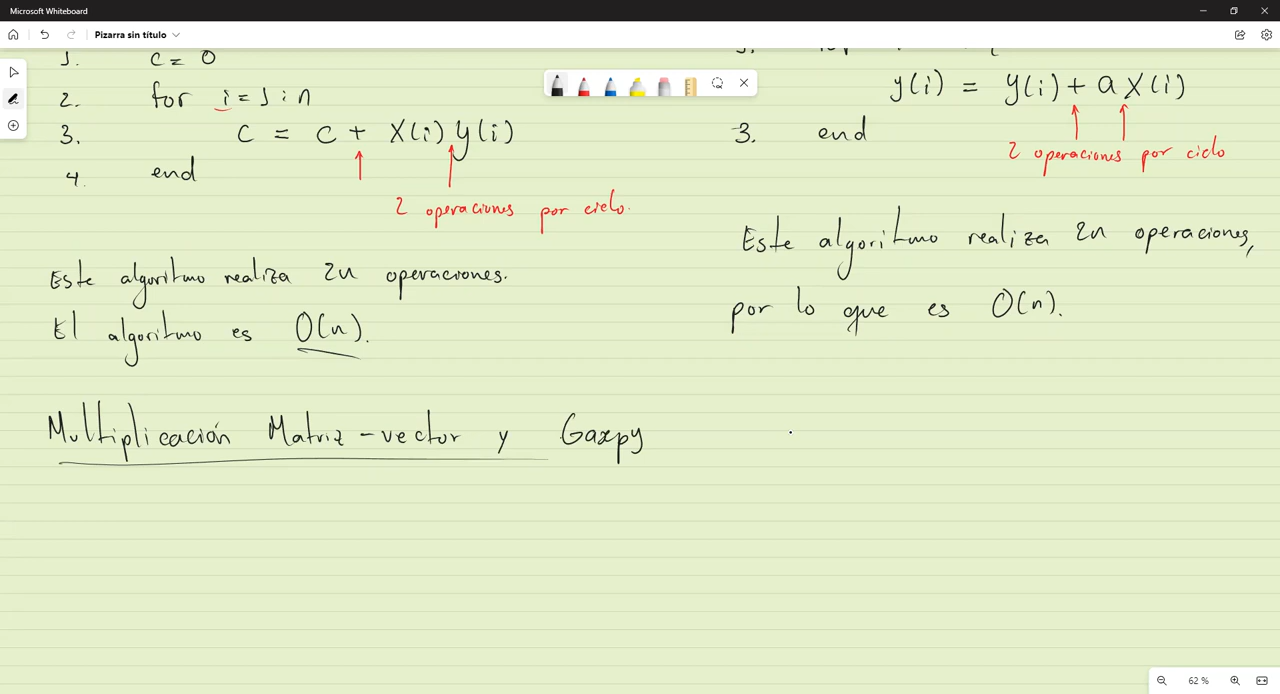 Microsoft Whiteboard
Pizarra sin título
1. c = 0
2. for i = 1 : n
3. c = c + x(i) y(i)
4. end
2 operaciones por ciclo.
Este algoritmo realiza 2n operaciones.
El algoritmo es O(n).
y(i) = y(i) + a x(i)
3. end
2 operaciones por ciclo
Este algoritmo realiza 2n operaciones,
por lo que es O(n).
Multiplicación Matriz-vector y Gaxpy
62 %